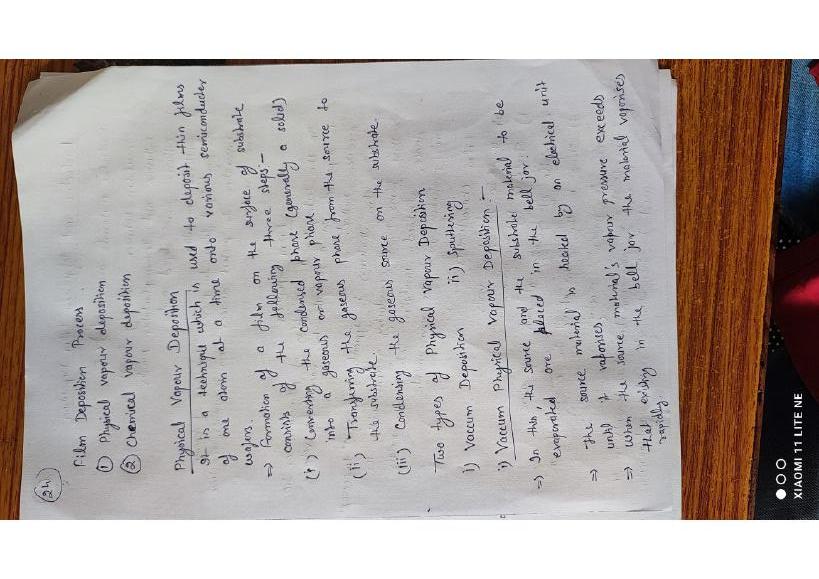 24
Film Deposition Process
① Physical vapour deposition
② Chemical vapour deposition
Physical Vapour Deposition
It is a technique which is used to deposit thin films
of one atom at a time onto various semiconductor
wafers.
⇒ Formation of a film on the surface of substrate
consists of the following three steps:-
(i) Converting the condensed phase (generally a solid)
into a gaseous or vapour phase.
(ii) Transferring the gaseous phase from the source to
the substrate.
(iii) Condensing the gaseous source on the substrate.
Two types of Physical Vapour Deposition
i) Vaccum Deposition ii) Sputtering
i) Vaccum Physical Vapour Deposition :-
⇒ In this, the source and the substrate material to be
evaporated are placed in the bell jar.
⇒ the source material is heated by an electrical unit
until it vaporises.
⇒ when the source material's vapour pressure exceeds
that existing in the bell jar the material vaporises
rapidly
XIAOMI 11 LITE NE